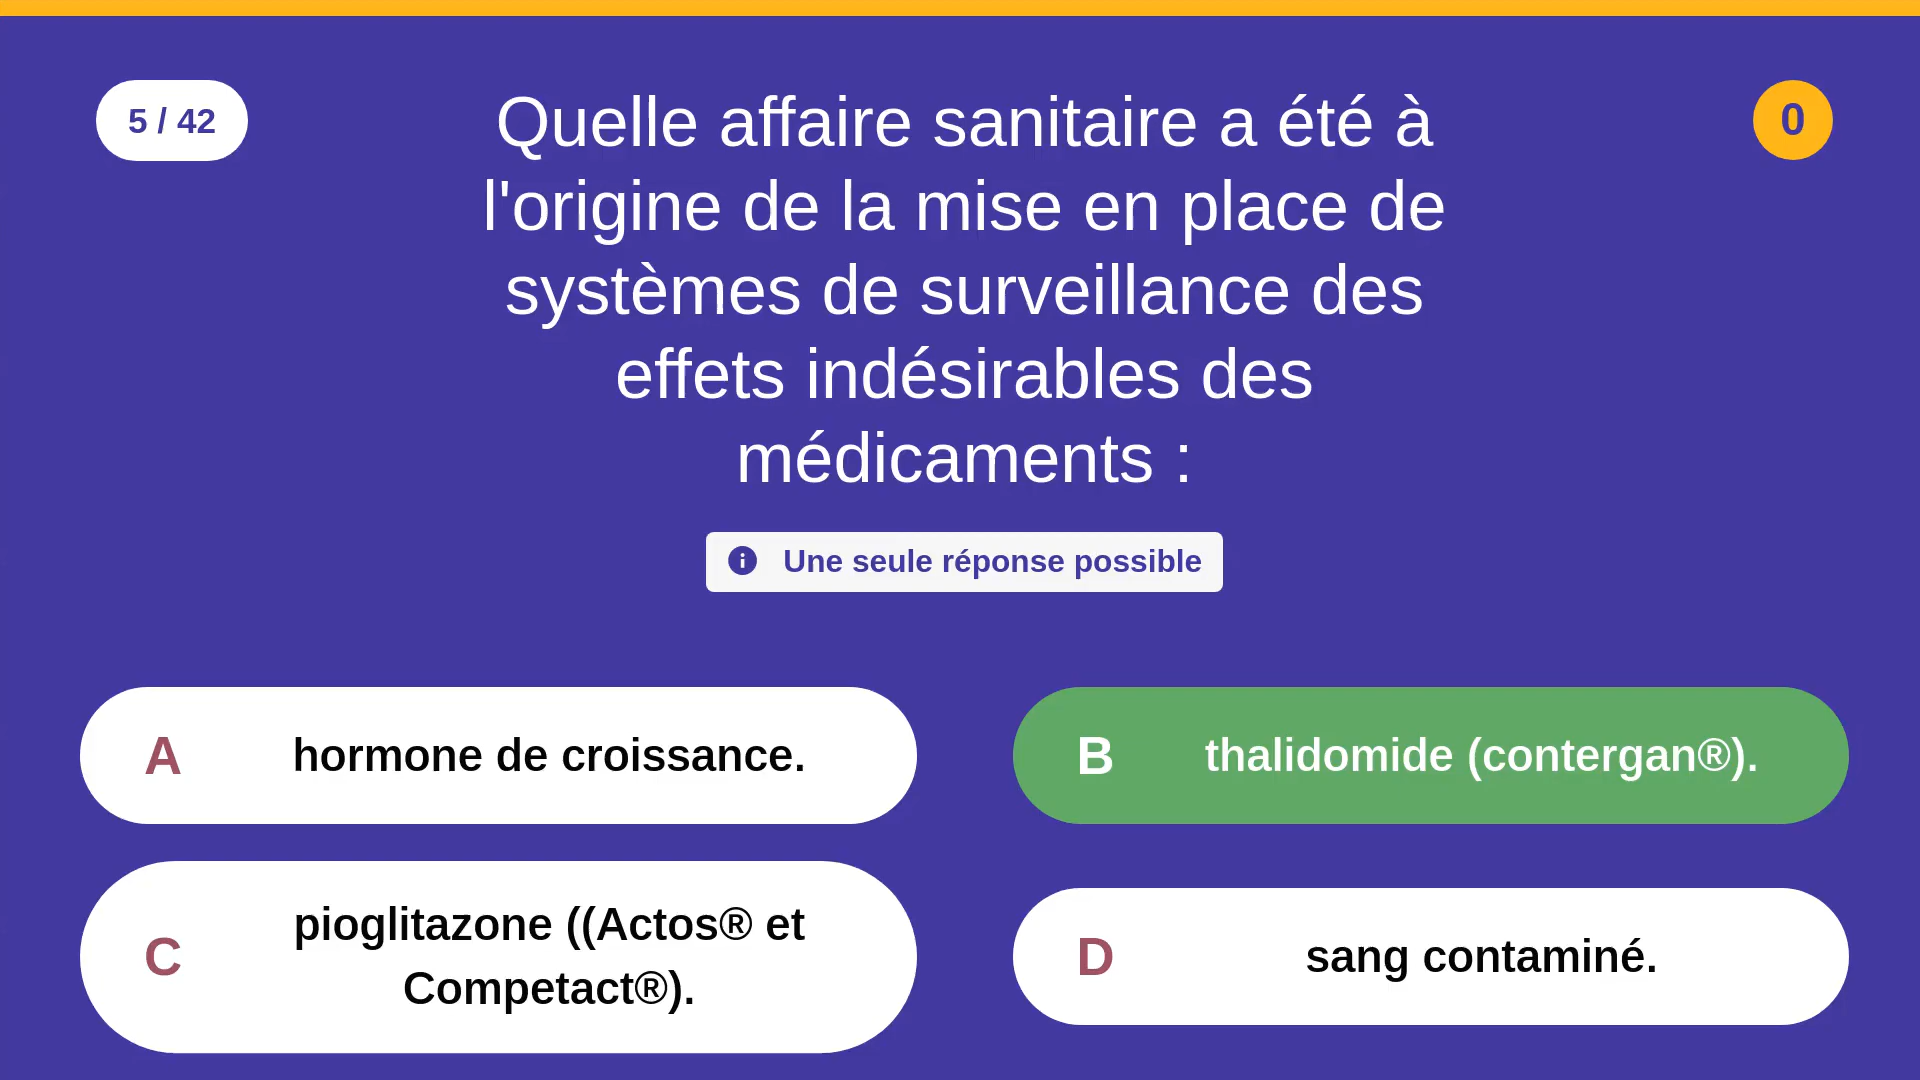 5 / 42
Quelle affaire sanitaire a été à
l'origine de la mise en place de
systèmes de surveillance des
effets indésirables des
médicaments :
0
Une seule réponse possible
A hormone de croissance.
B thalidomide (contergan®).
C pioglitazone ((Actos® et
Competact®).
D sang contaminé.